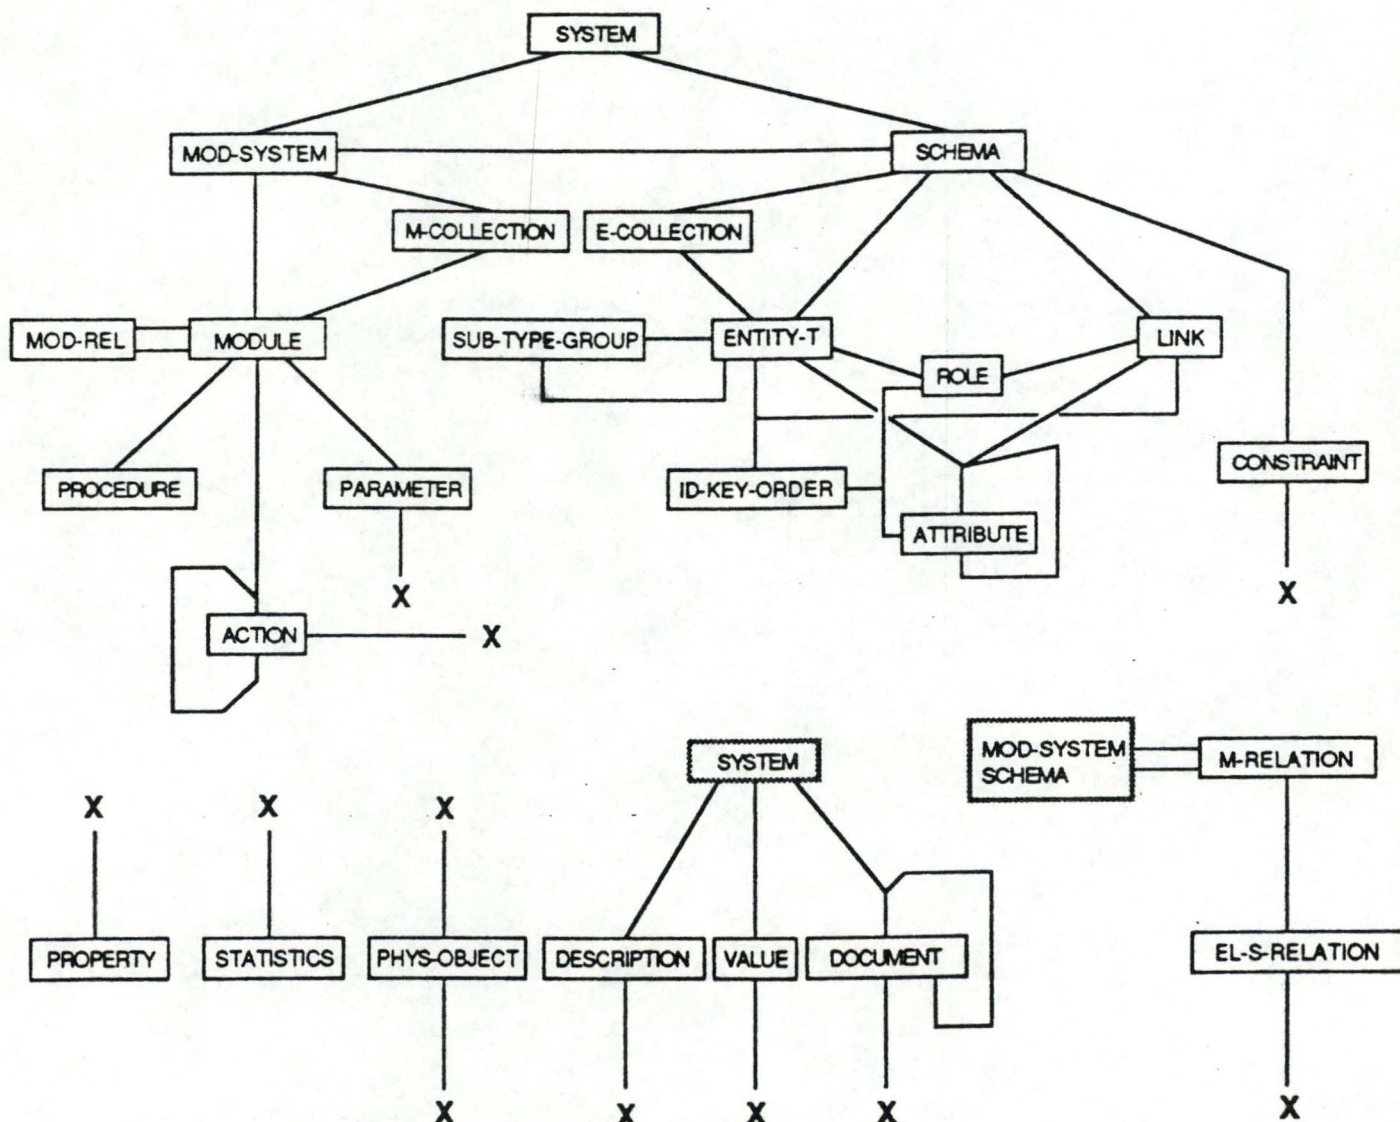 SYSTEM
MOD-SYSTEM
SCHEMA
M-COLLECTION
E-COLLECTION
MOD-REL
MODULE
SUB-TYPE-GROUP
ENTITY-T
LINK
ROLE
PROCEDURE
PARAMETER
ID-KEY-ORDER
CONSTRAINT
ATTRIBUTE
X
X
ACTION
X
SYSTEM
MOD-SYSTEM
SCHEMA
M-RELATION
X
X
X
PROPERTY
STATISTICS
PHYS-OBJECT
DESCRIPTION
VALUE
DOCUMENT
EL-S-RELATION
X
X
X
X
X